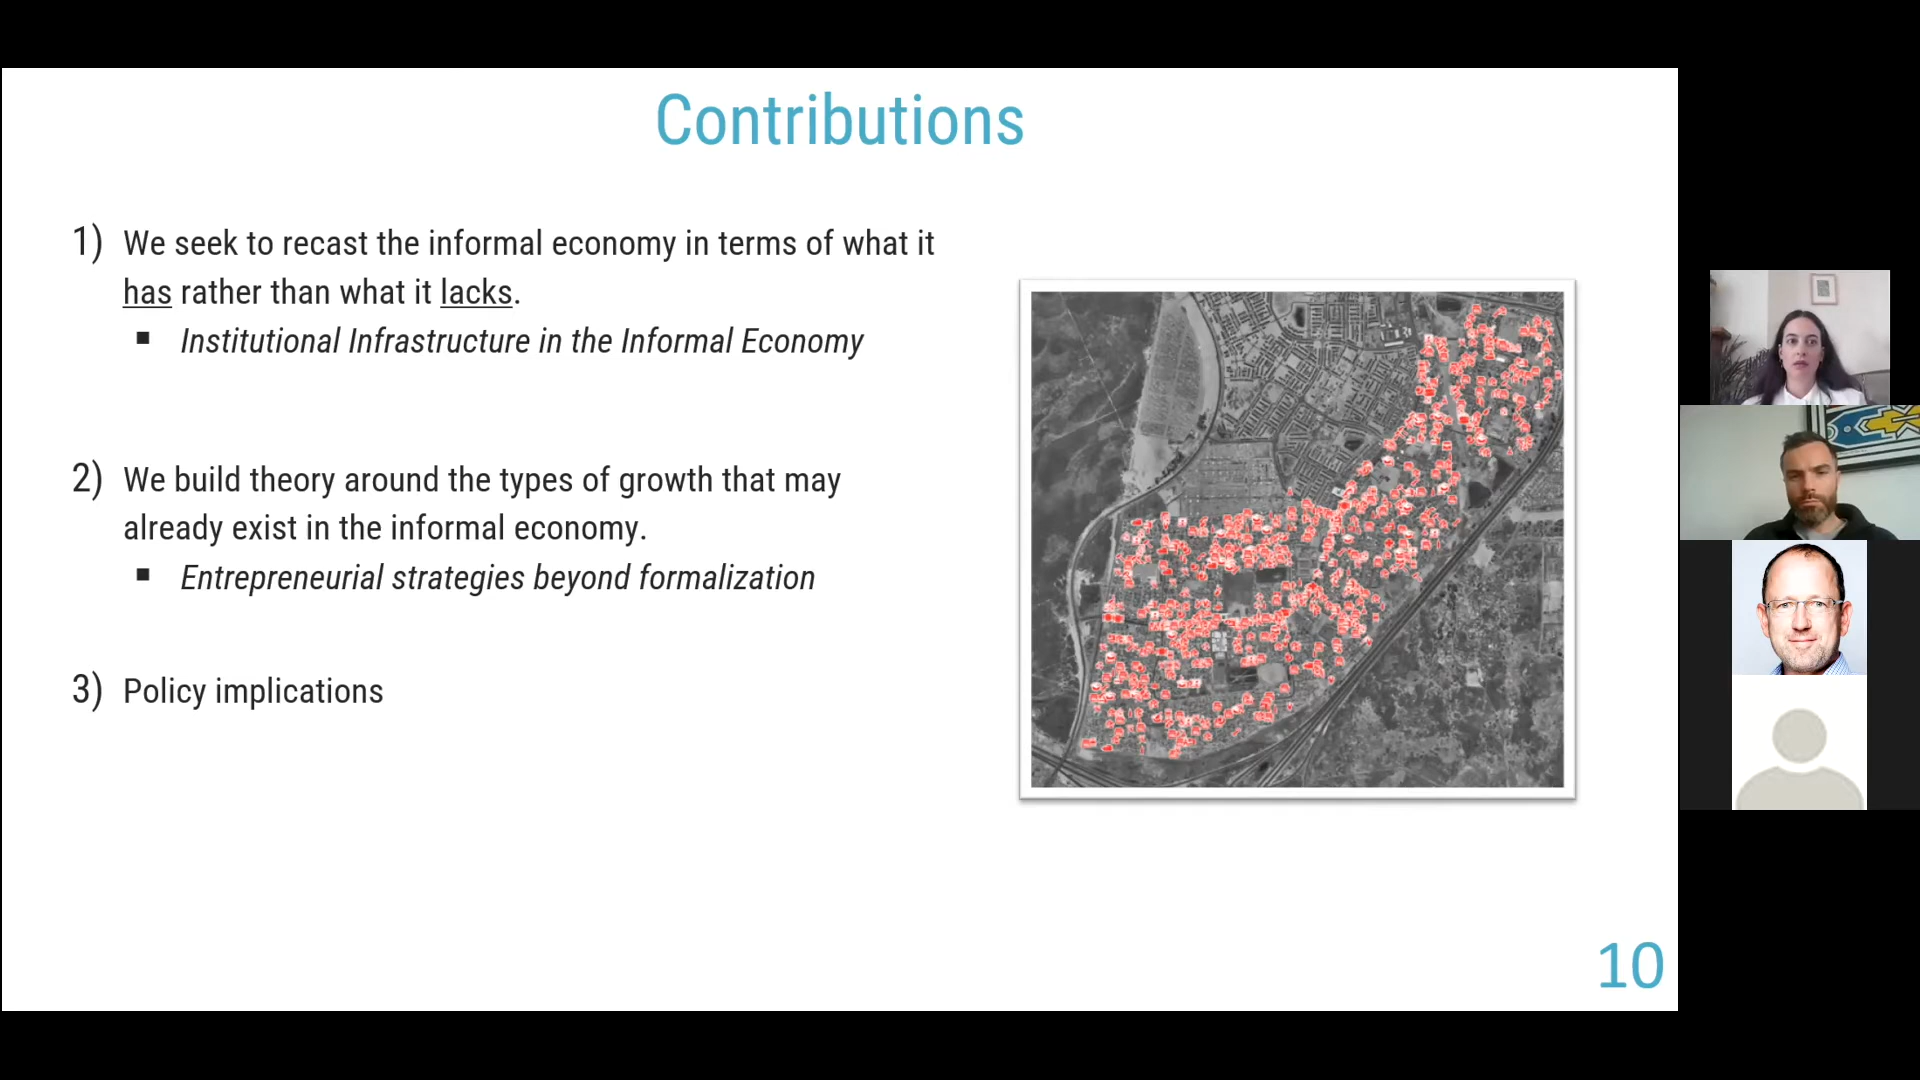 Contributions
1) We seek to recast the informal economy in terms of what it
has rather than what it lacks.
▪ Institutional Infrastructure in the Informal Economy
2) We build theory around the types of growth that may
already exist in the informal economy.
▪ Entrepreneurial strategies beyond formalization
3) Policy implications
10